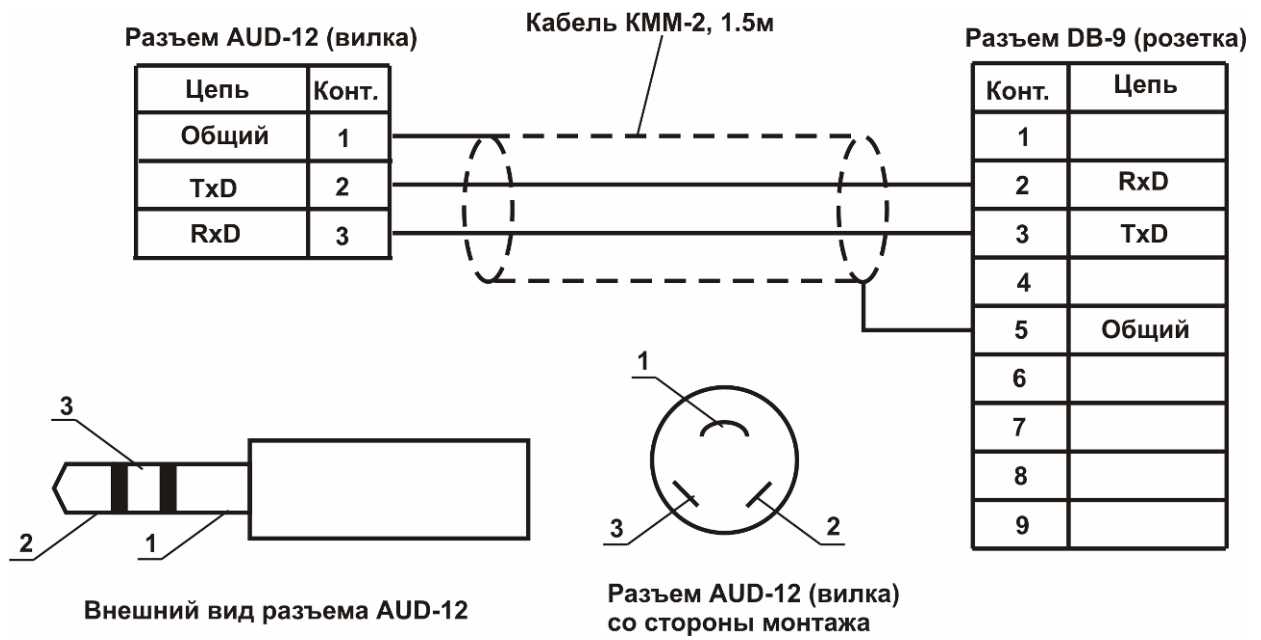 Кабель КММ-2, 1.5м
Разъем AUD-12 (вилка)
Разъем DB-9 (розетка)
Цепь Конт.
Общий 1
TxD 2
RxD 3
Конт. Цепь
1
2 RxD
3 TxD
4
5 Общий
6
7
8
9
3
2
1
Внешний вид разъема AUD-12
1
3
2
Разъем AUD-12 (вилка)
со стороны монтажа